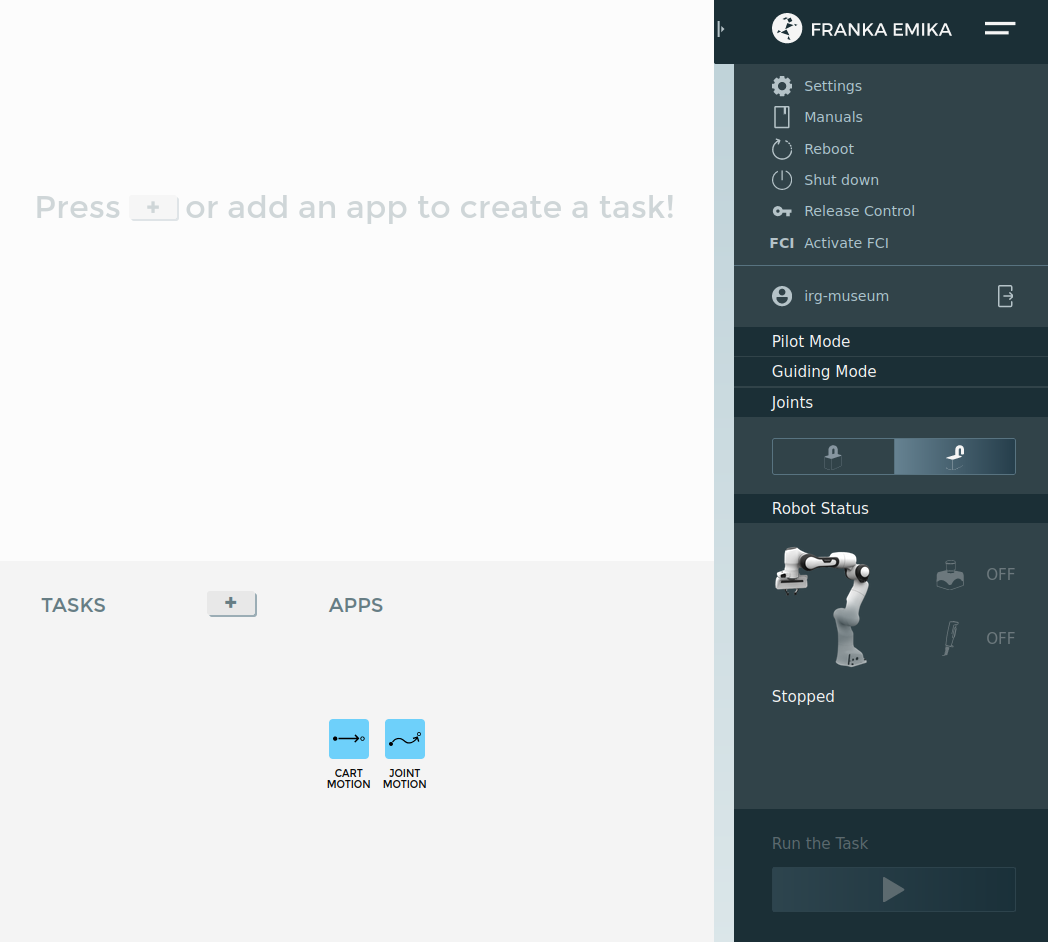 FRANKA EMIKA
Settings
Manuals
Reboot
Shut down
Release Control
FCI Activate FCI
irg-museum
Pilot Mode
Guiding Mode
Joints
Robot Status
OFF
OFF
Stopped
Run the Task
Press + or add an app to create a task!
TASKS + APPS
CART MOTION
JOINT MOTION